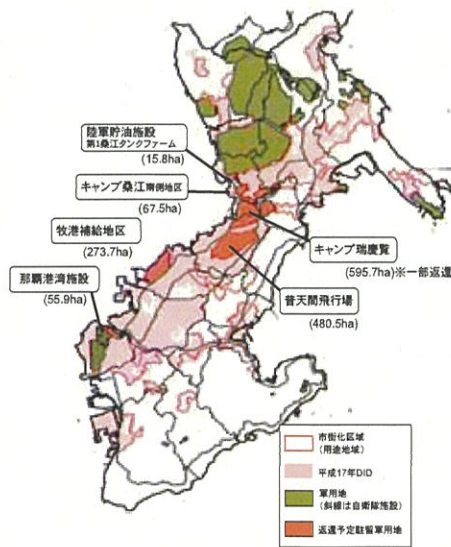 陸軍貯油施設
第1桑江タンクファーム
(15.8ha)
キャンプ桑江南側地区
(67.5ha)
牧港補給地区
(273.7ha)
那覇港湾施設
(55.9ha)
キャンプ瑞慶覧
(595.7ha)※一部返還
普天間飛行場
(480.5ha)
市街化区域
(用途地域)
平成17年DID
軍用地
(斜線は自衛隊施設)
返還予定駐留軍用地